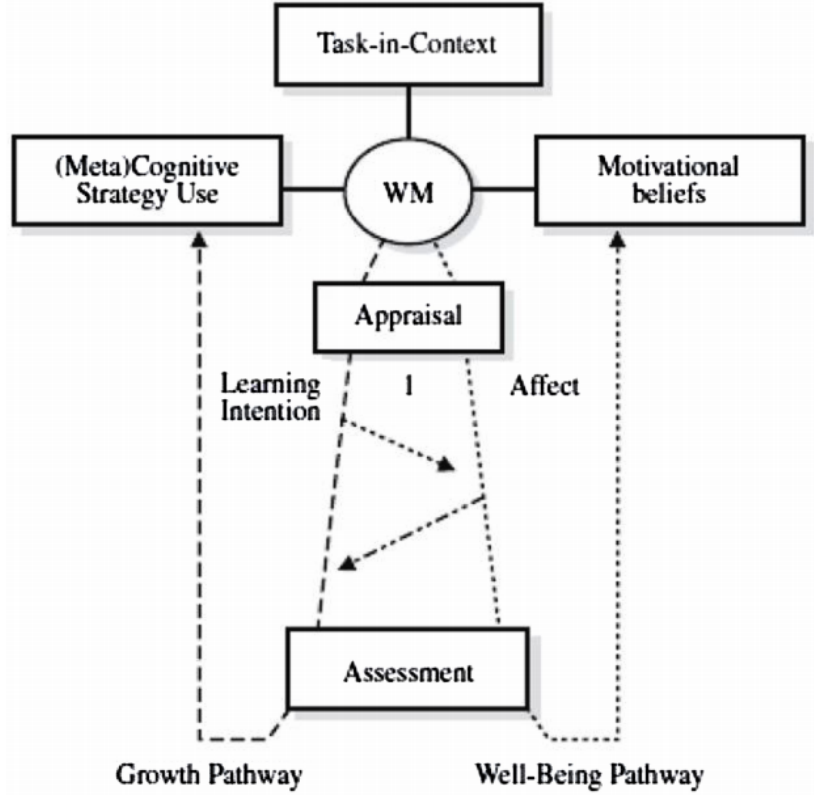 Task-in-Context
(Meta)Cognitive
Strategy Use
WM
Motivational
beliefs
Appraisal
Learning
Intention
1
Affect
Assessment
Growth Pathway
Well-Being Pathway